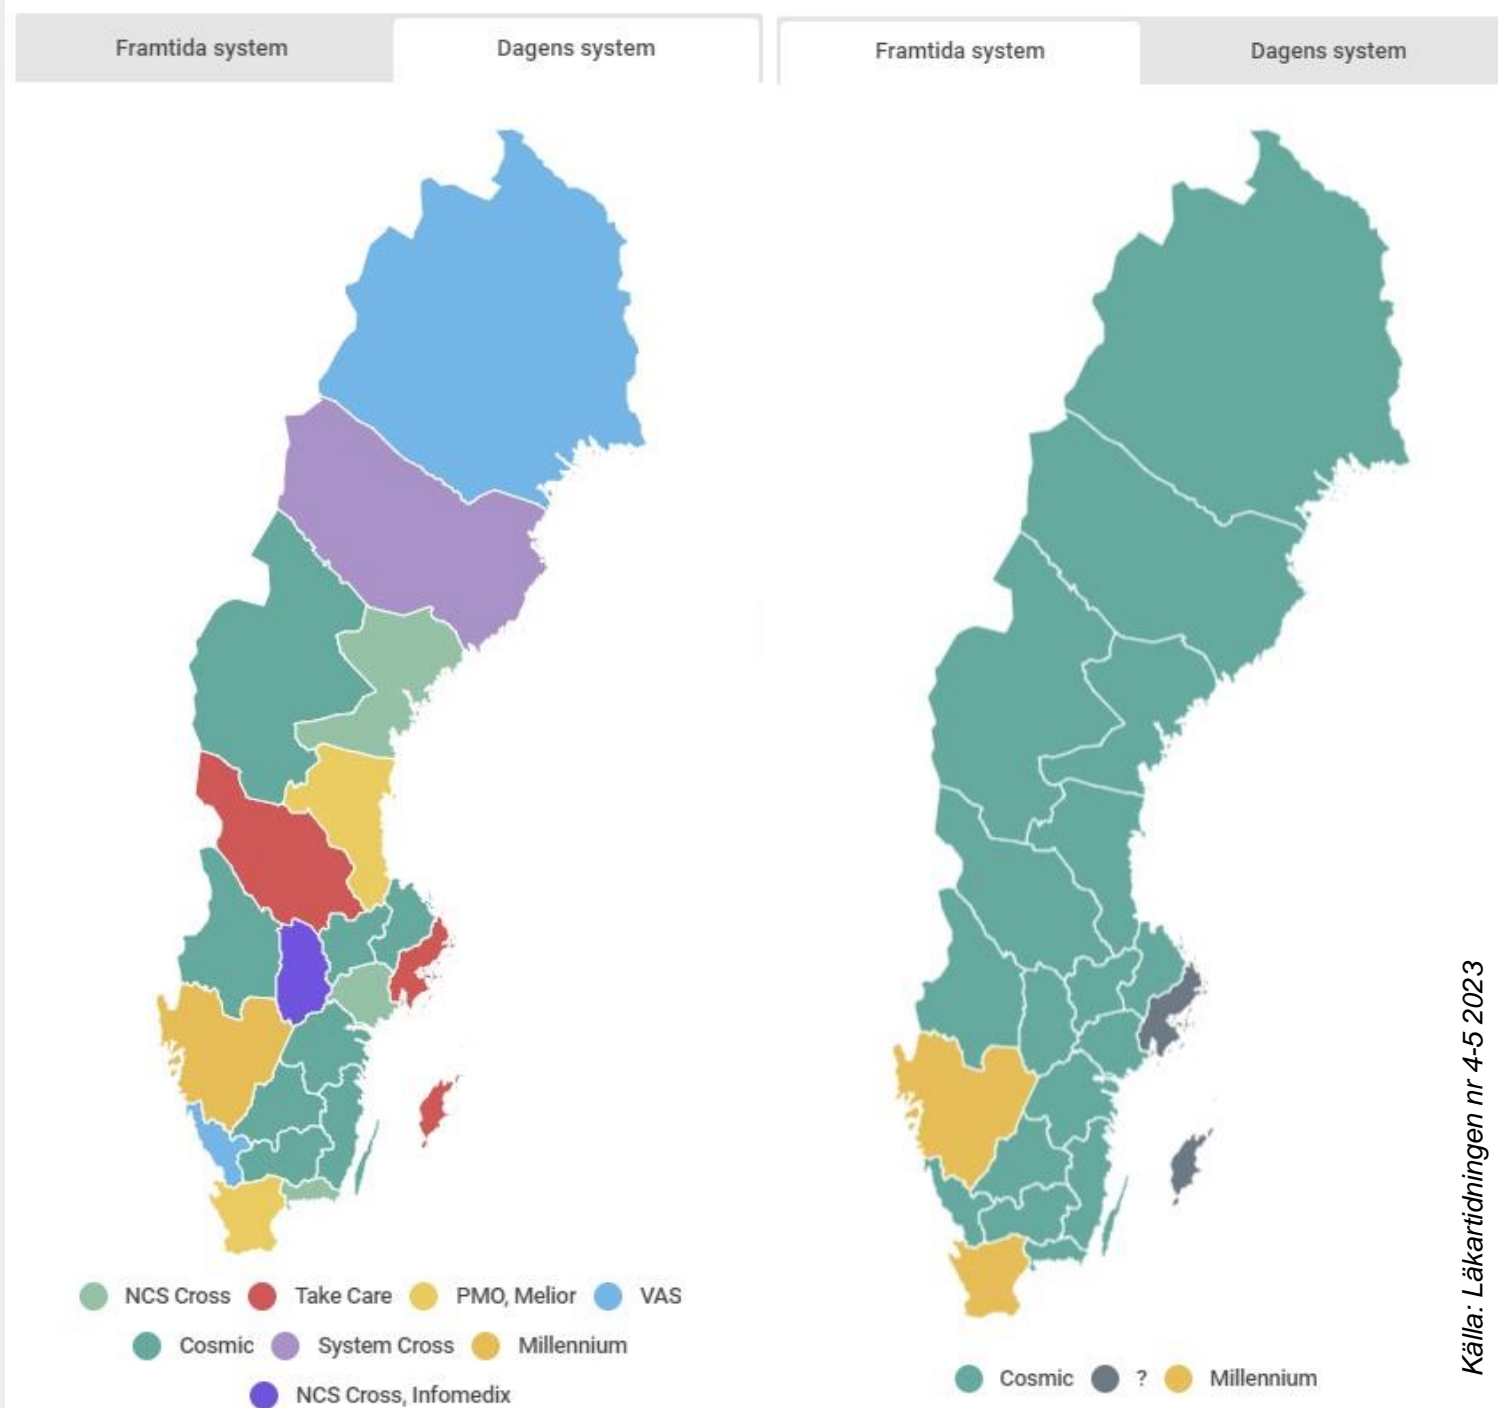 Framtida system
Dagens system
Framtida system
Dagens system
NCS Cross
Take Care
PMO, Melior
VAS
Cosmic
System Cross
Millennium
NCS Cross, Infomedix
Cosmic
?
Millennium
Källa: Läkartidningen nr 4-5 2023